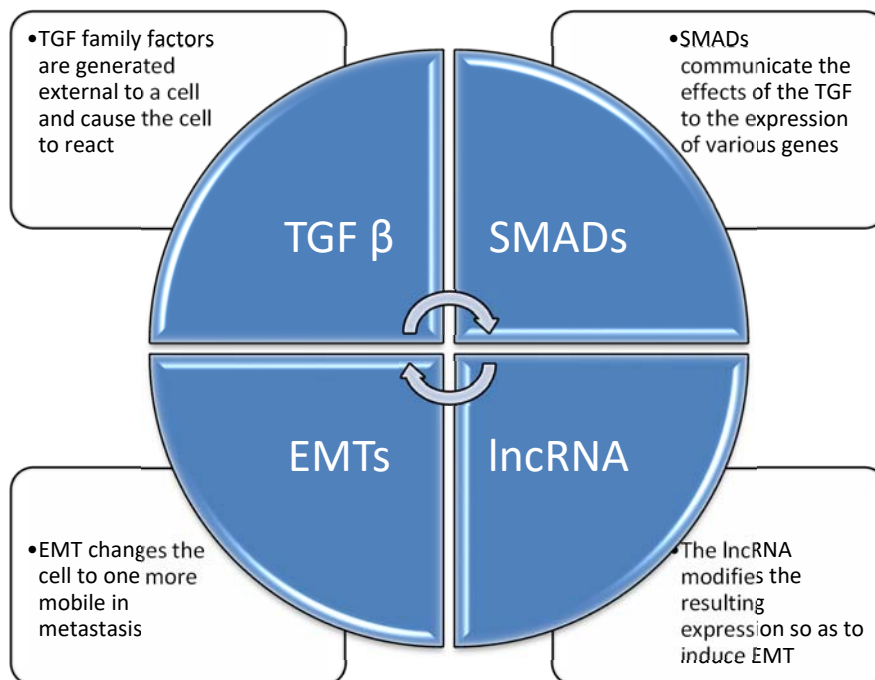 •TGF family factors
are generated
external to a cell
and cause the cell
to react
•SMADs
communicate the
effects of the TGF
to the expression
of various genes
TGF β
SMADs
EMTs
lncRNA
•EMT changes the
cell to one more
mobile in
metastasis
•The lncRNA
modifies the
resulting
expression so as to
induce EMT